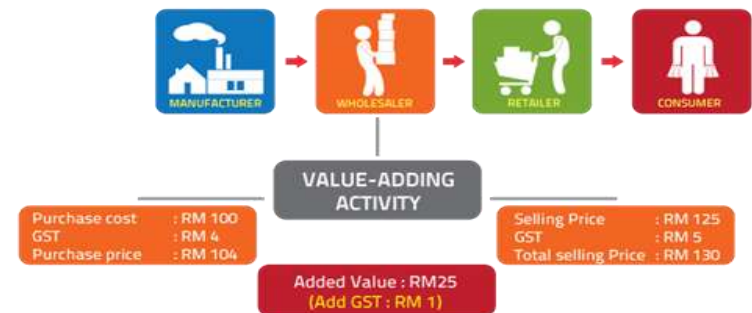 MANUFACTURER
WHOLESALER
RETAILER
CONSUMER
VALUE-ADDING
ACTIVITY
Purchase cost : RM 100
GST : RM 4
Purchase price : RM 104
Selling Price : RM 125
GST : RM 5
Total selling Price : RM 130
Added Value : RM25
(Add GST : RM 1)